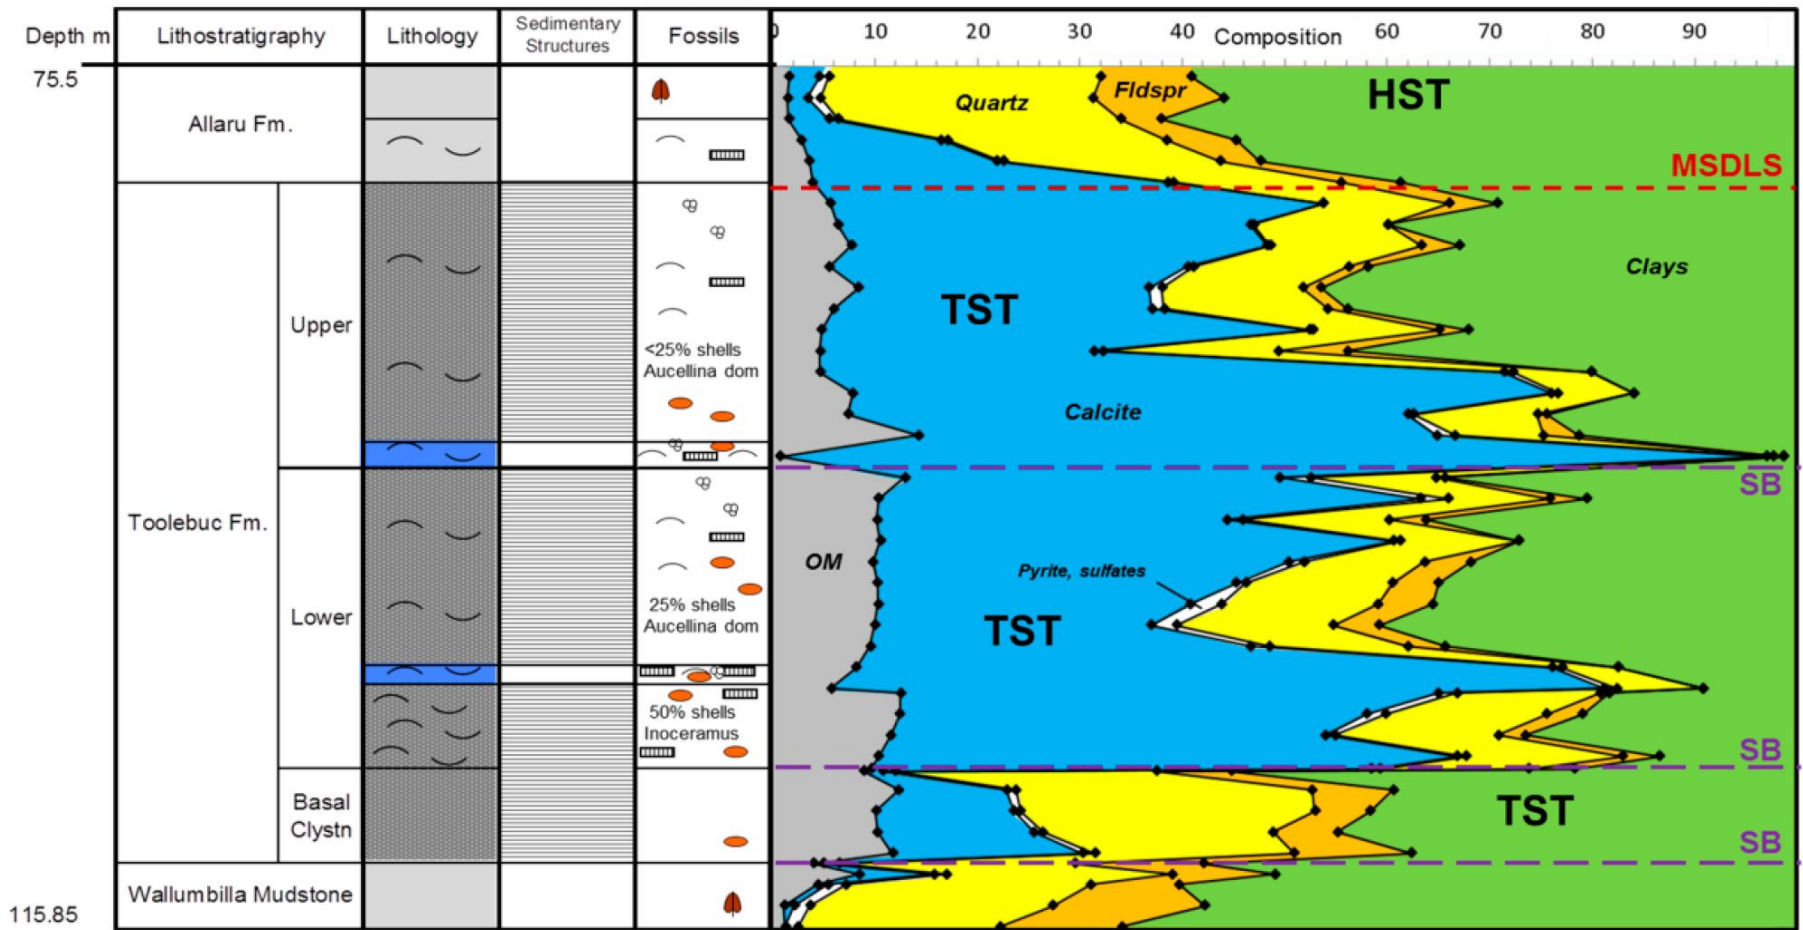 Depth m
Lithostratigraphy
Lithology
Sedimentary
Structures
Fossils
0 10 20 30 40 Composition 60 70 80 90
75.5
Allaru Fm.
Quartz
Fldspr
HST
MSDLS
Upper
Clays
TST
<25% shells
Aucellina dom
Calcite
SB
Toolebuc Fm.
OM
Pyrite, sulfates
Lower
25% shells
Aucellina dom
TST
50% shells
Inoceramus
SB
Basal
Clystn
TST
SB
Wallumbilla Mudstone
115.85